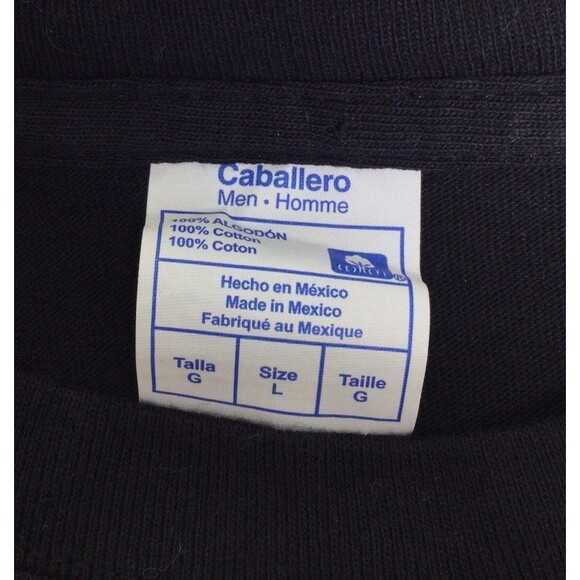 Caballero
Men · Homme
100% ALGODÓN
100% Cotton
100% Coton
COTTON ®
Hecho en México
Made in Mexico
Fabriqué au Mexique
Talla Size Taille
G L G